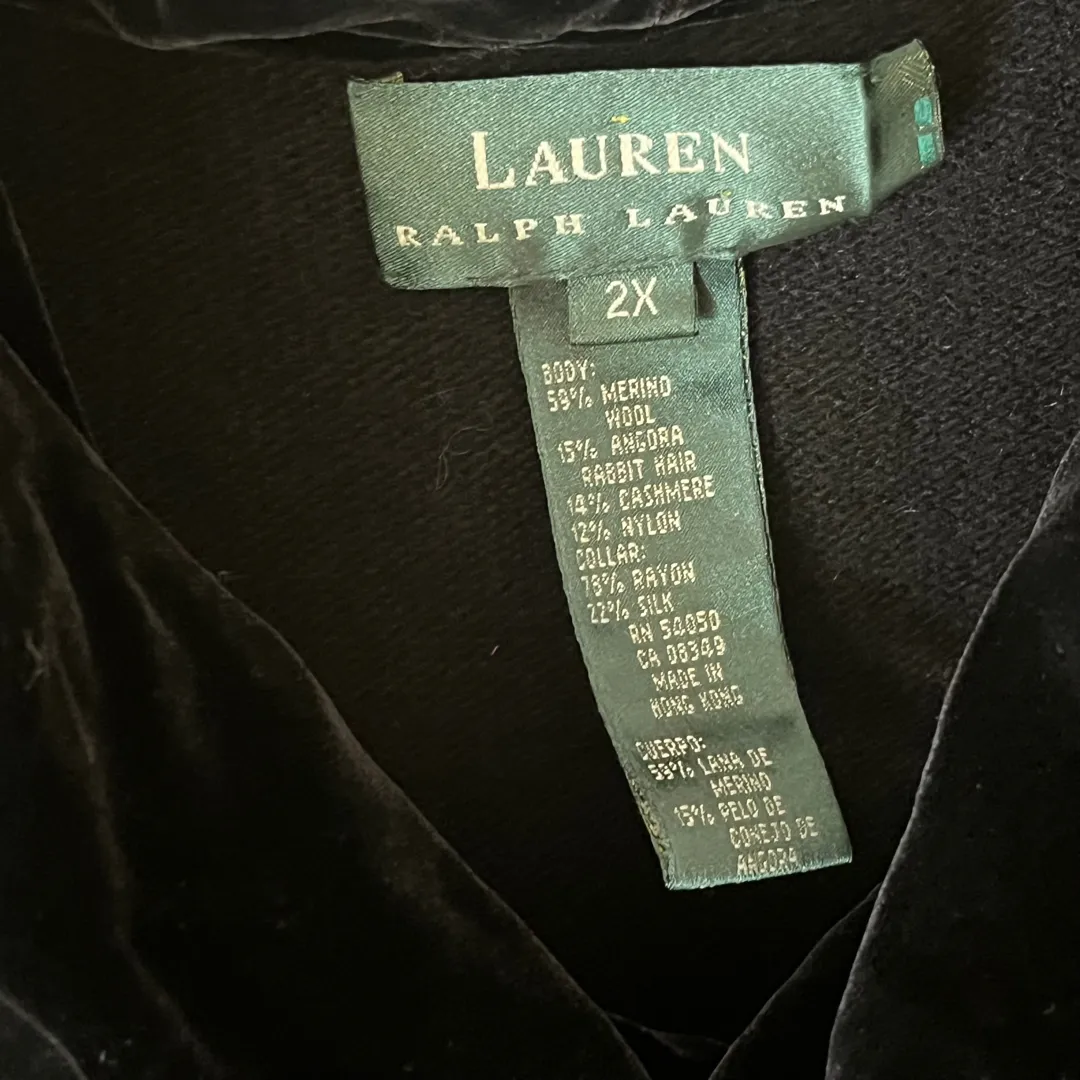 LAUREN
RALPH LAUREN
2X
BODY:
59% MERINO
WOOL
15% ANGORA
RABBIT HAIR
14% CASHMERE
12% NYLON
COLLAR:
78% RAYON
22% SILK
RN 54050
CA 08349
MADE IN
HONG KONG
CUERPO:
59% LANA DE
MERINO
15% PELO DE
CONEJO DE
ANGORA